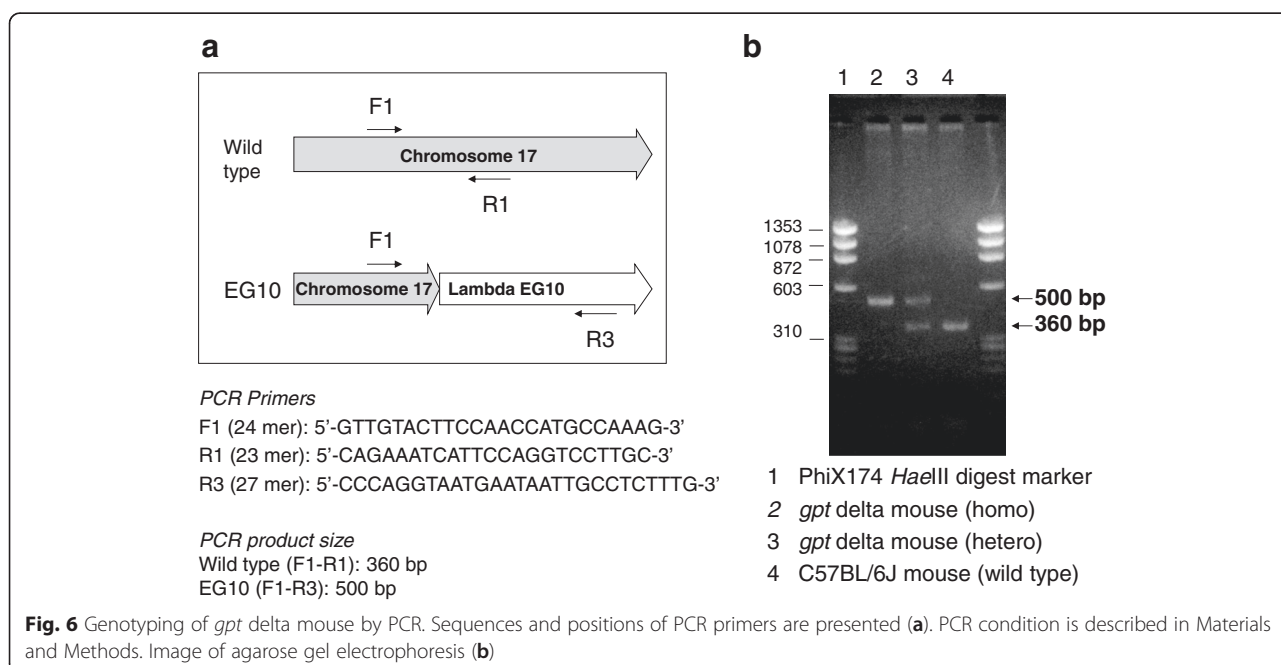 a
F1
Wild
type
Chromosome 17
R1
F1
EG10
Chromosome 17
Lambda EG10
R3
PCR Primers
F1 (24 mer): 5’-GTTGTACTTCCAACCATGCCAAAG-3’
R1 (23 mer): 5’-CAGAAATCATTCCAGGTCCTTGC-3’
R3 (27 mer): 5’-CCCAGGTAATGAATAATTGCCTCTTTG-3’
PCR product size
Wild type (F1-R1): 360 bp
EG10 (F1-R3): 500 bp
b
1 2 3 4
1353
1078
872
603
310
500 bp
360 bp
1 PhiX174 HaeIII digest marker
2 gpt delta mouse (homo)
3 gpt delta mouse (hetero)
4 C57BL/6J mouse (wild type)
Fig. 6 Genotyping of gpt delta mouse by PCR. Sequences and positions of PCR primers are presented (a). PCR condition is described in Materials
and Methods. Image of agarose gel electrophoresis (b)